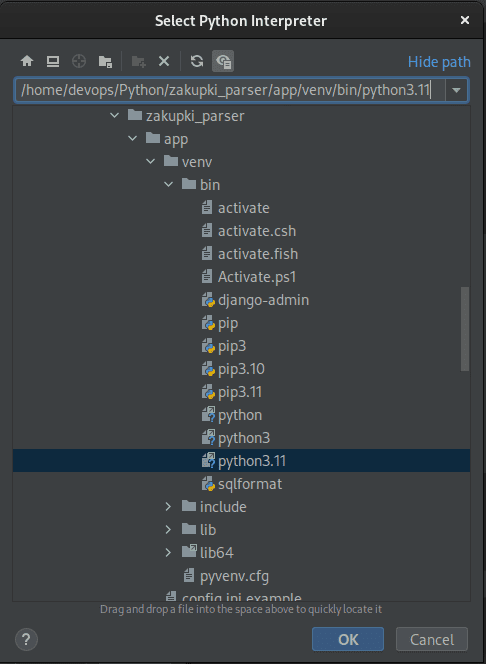 Select Python Interpreter
Hide path
/home/devops/Python/zakupki_parser/app/venv/bin/python3.11
zakupki_parser
app
venv
bin
activate
activate.csh
activate.fish
Activate.ps1
django-admin
pip
pip3
pip3.10
pip3.11
python
python3
python3.11
sqlformat
include
lib
lib64
pyvenv.cfg
config.ini.example
Drag and drop a file into the space above to quickly locate it
?
OK Cancel